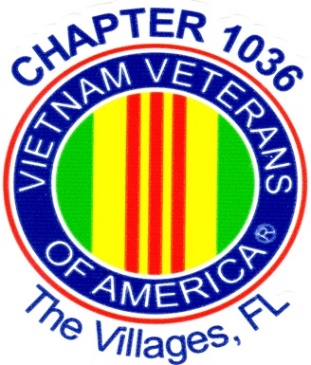 CHAPTER 1036
VIETNAM VETERANS
OF AMERICA ®
The Villages, FL